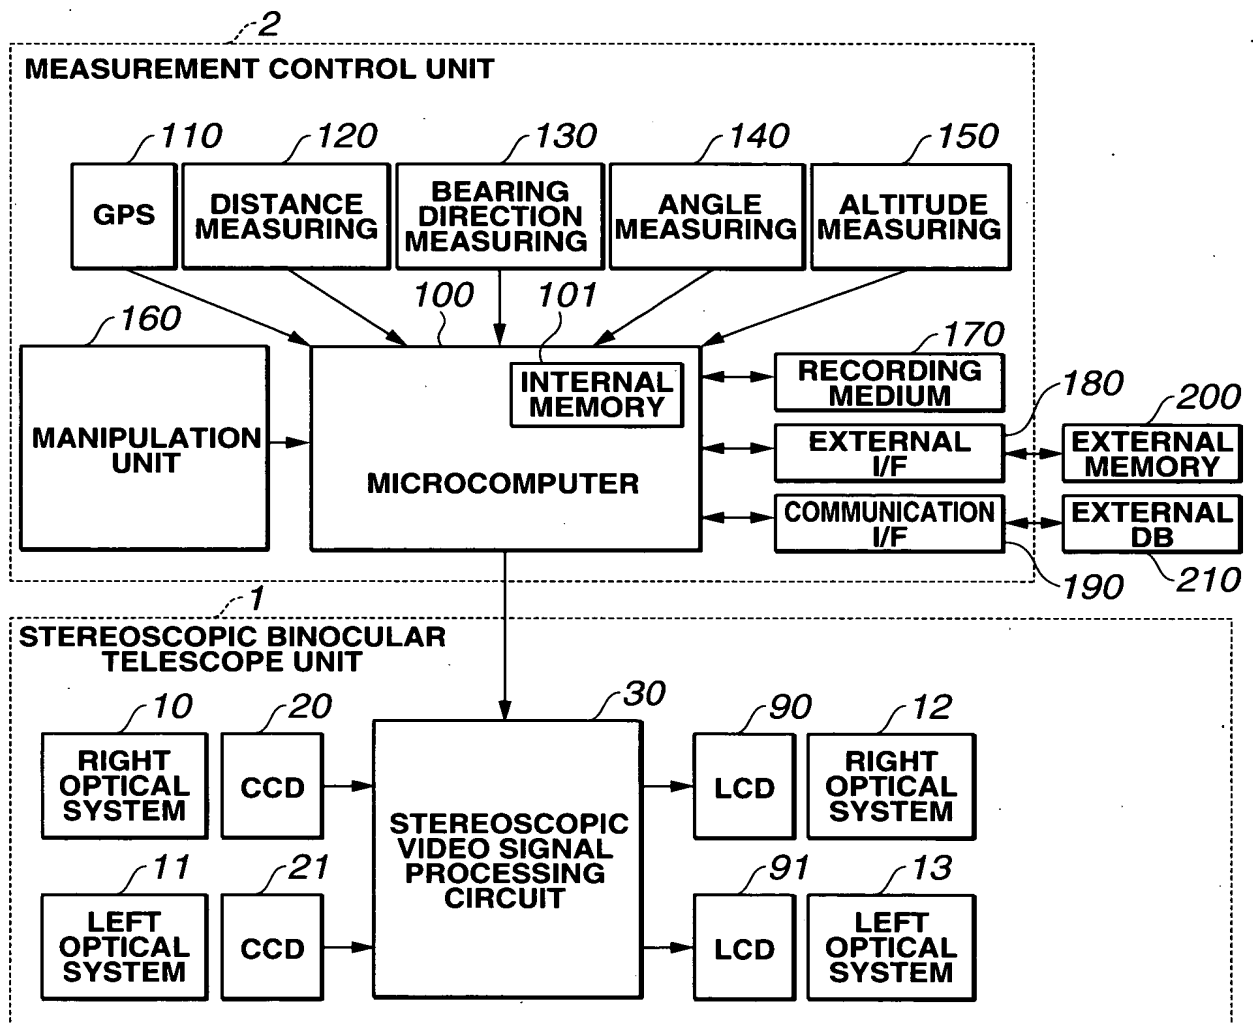 2
MEASUREMENT CONTROL UNIT
110
120
130
140
150
GPS
DISTANCE
MEASURING
BEARING
DIRECTION
MEASURING
ANGLE
MEASURING
ALTITUDE
MEASURING
160
100
101
170
180
200
MANIPULATION
UNIT
INTERNAL
MEMORY
MICROCOMPUTER
RECORDING
MEDIUM
EXTERNAL
I/F
EXTERNAL
MEMORY
COMMUNICATION
I/F
EXTERNAL
DB
190
210
1
STEREOSCOPIC BINOCULAR
TELESCOPE UNIT
10
20
30
90
12
RIGHT
OPTICAL
SYSTEM
CCD
STEREOSCOPIC
VIDEO SIGNAL
PROCESSING
CIRCUIT
LCD
RIGHT
OPTICAL
SYSTEM
11
21
91
13
LEFT
OPTICAL
SYSTEM
CCD
LCD
LEFT
OPTICAL
SYSTEM